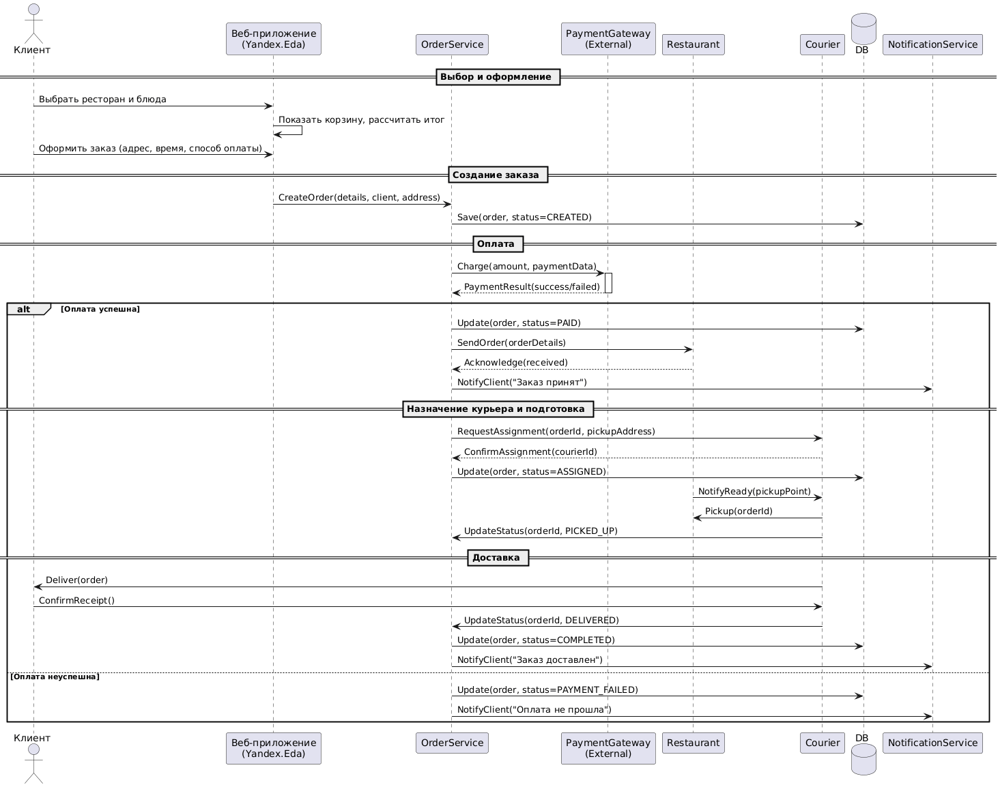 Клиент
Веб-приложение
(Yandex.Eda)
OrderService
PaymentGateway
(External)
Restaurant
Courier
DB
NotificationService
Выбор и оформление
Выбрать ресторан и блюда
Показать корзину, рассчитать итог
Оформить заказ (адрес, время, способ оплаты)
Создание заказа
CreateOrder(details, client, address)
Save(order, status=CREATED)
Оплата
Charge(amount, paymentData)
PaymentResult(success/failed)
alt [Оплата успешна]
Update(order, status=PAID)
SendOrder(orderDetails)
Acknowledge(received)
NotifyClient("Заказ принят")
Назначение курьера и подготовка
RequestAssignment(orderId, pickupAddress)
ConfirmAssignment(courierId)
Update(order, status=ASSIGNED)
NotifyReady(pickupPoint)
Pickup(orderId)
UpdateStatus(orderId, PICKED_UP)
Доставка
Deliver(order)
ConfirmReceipt()
UpdateStatus(orderId, DELIVERED)
Update(order, status=COMPLETED)
NotifyClient("Заказ доставлен")
[Оплата неуспешна]
Update(order, status=PAYMENT_FAILED)
NotifyClient("Оплата не прошла")
Клиент
Веб-приложение
(Yandex.Eda)
OrderService
PaymentGateway
(External)
Restaurant
Courier
DB
NotificationService